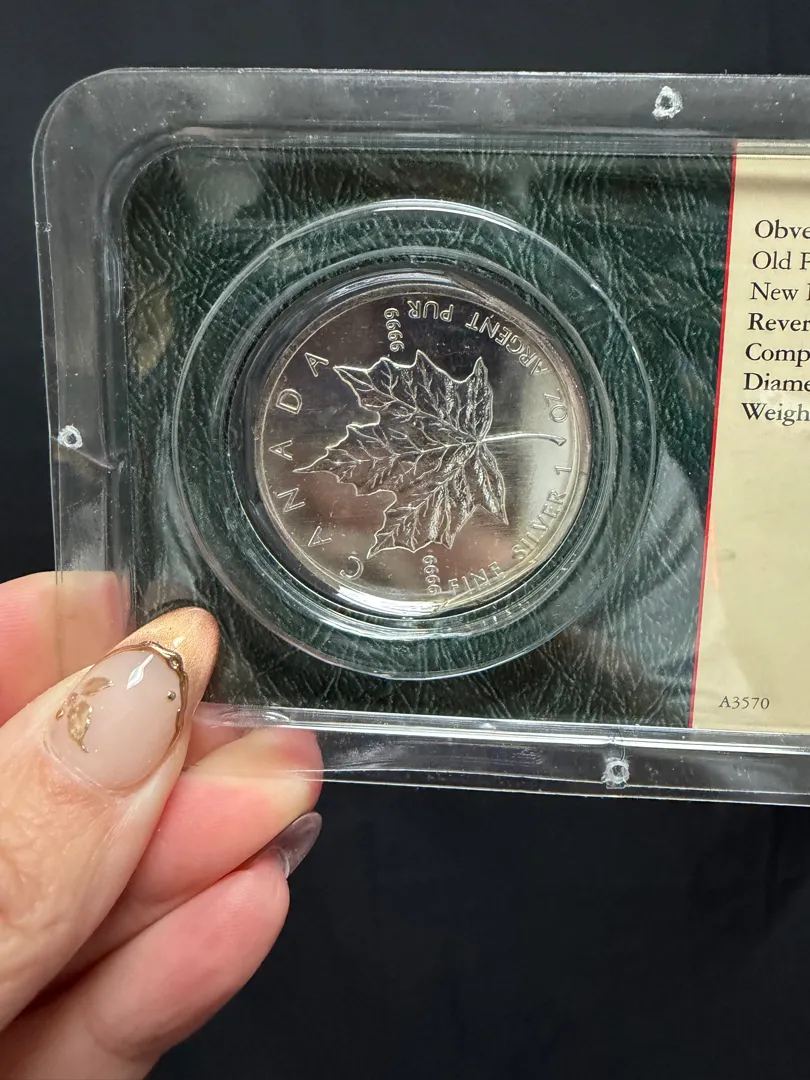 CANADA
9999
9999
FINE SILVER 1 OZ ARGENT PUR
Obve
Old F
New
Rever
Comp
Diame
Weigh
A3570